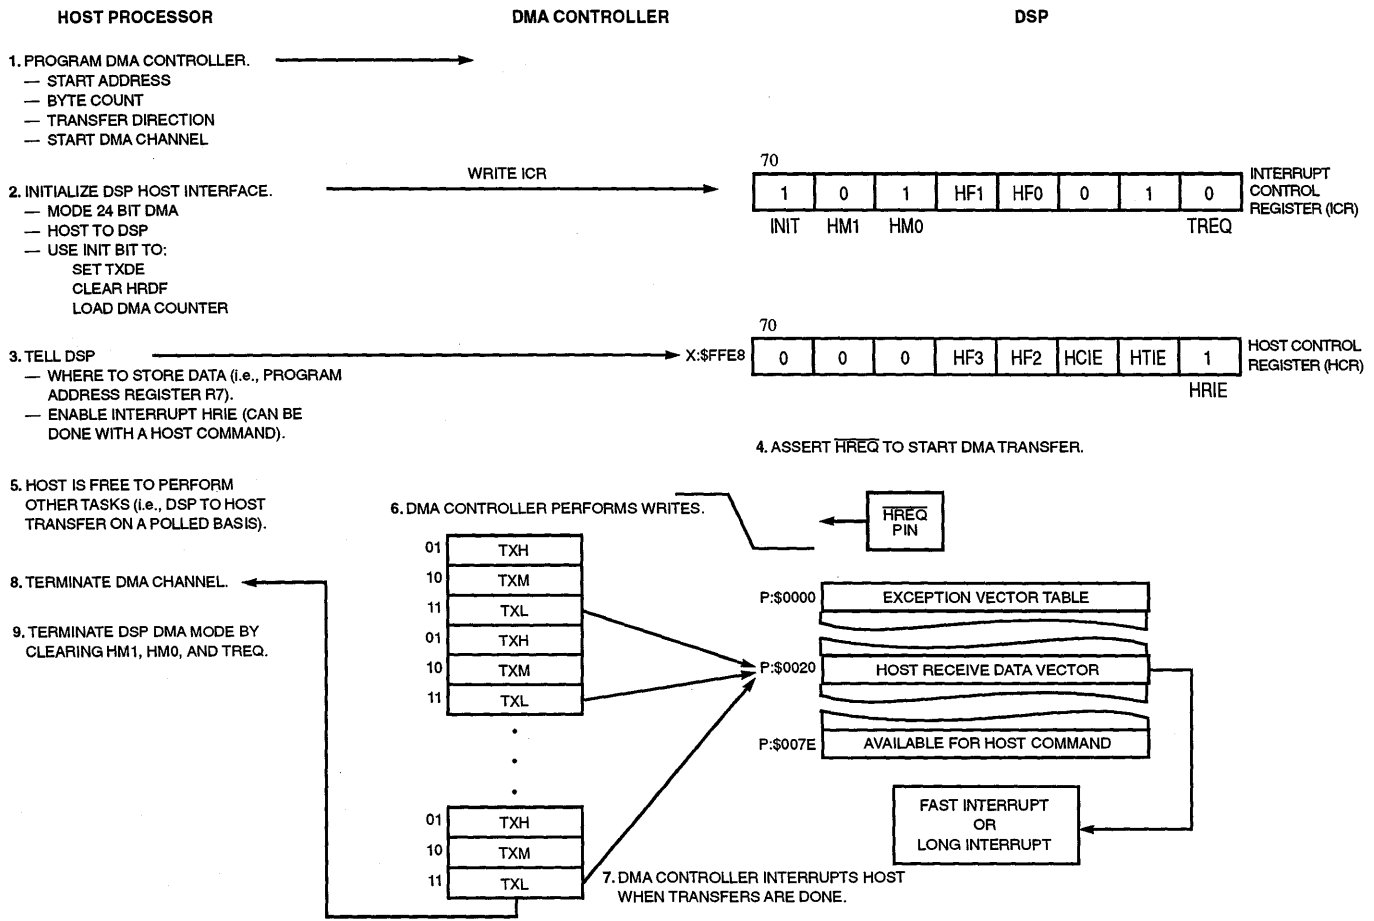 HOST PROCESSOR
DMA CONTROLLER
DSP
1. PROGRAM DMA CONTROLLER.
— START ADDRESS
— BYTE COUNT
— TRANSFER DIRECTION
— START DMA CHANNEL
2. INITIALIZE DSP HOST INTERFACE.
— MODE 24 BIT DMA
— HOST TO DSP
— USE INIT BIT TO:
SET TXDE
CLEAR HRDF
LOAD DMA COUNTER
WRITE ICR
70
1 0 1 HF1 HF0 0 1 0
INIT HM1 HM0 TREQ
INTERRUPT
CONTROL
REGISTER (ICR)
3. TELL DSP
— WHERE TO STORE DATA (i.e., PROGRAM
ADDRESS REGISTER R7).
— ENABLE INTERRUPT HRIE (CAN BE
DONE WITH A HOST COMMAND).
70
X:$FFE8 0 0 0 HF3 HF2 HCIE HTIE 1
HRIE
HOST CONTROL
REGISTER (HCR)
4. ASSERT HREQ TO START DMA TRANSFER.
5. HOST IS FREE TO PERFORM
OTHER TASKS (i.e., DSP TO HOST
TRANSFER ON A POLLED BASIS).
6. DMA CONTROLLER PERFORMS WRITES.
HREQ
PIN
01 TXH
10 TXM
11 TXL
01 TXH
10 TXM
11 TXL
01 TXH
10 TXM
11 TXL
P:$0000 EXCEPTION VECTOR TABLE
P:$0020 HOST RECEIVE DATA VECTOR
P:$007E AVAILABLE FOR HOST COMMAND
FAST INTERRUPT
OR
LONG INTERRUPT
7. DMA CONTROLLER INTERRUPTS HOST
WHEN TRANSFERS ARE DONE.
8. TERMINATE DMA CHANNEL.
9. TERMINATE DSP DMA MODE BY
CLEARING HM1, HM0, AND TREQ.